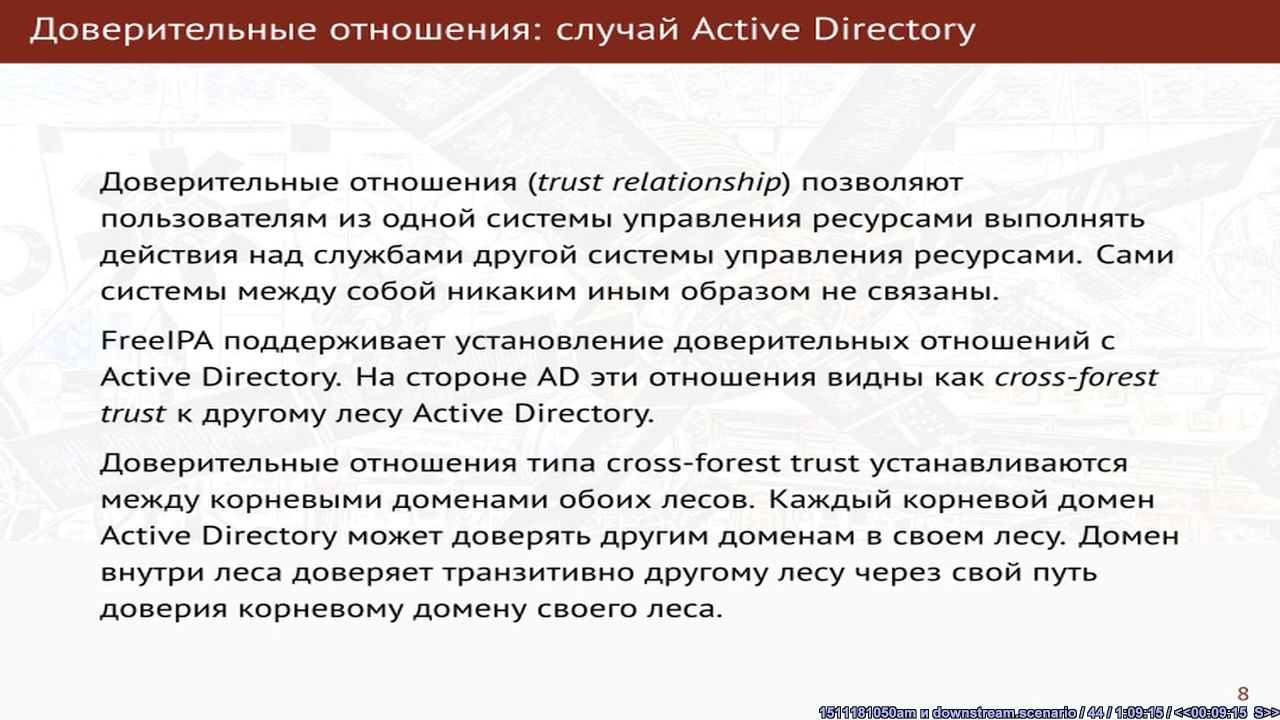 Доверительные отношения: случай Active Directory
Доверительные отношения (trust relationship) позволяют
пользователям из одной системы управления ресурсами выполнять
действия над службами другой системы управления ресурсами. Сами
системы между собой никаким иным образом не связаны.
FreeIPA поддерживает установление доверительных отношений с
Active Directory. На стороне AD эти отношения видны как cross-forest
trust к другому лесу Active Directory.
Доверительные отношения типа cross-forest trust устанавливаются
между корневыми доменами обоих лесов. Каждый корневой домен
Active Directory может доверять другим доменам в своем лесу. Домен
внутри леса доверяет транзитивно другому лесу через свой путь
доверия корневому домену своего леса.
8
1511181050am и downstream.scenario / 44 / 1:09:15 / <<00:09:15 S>>